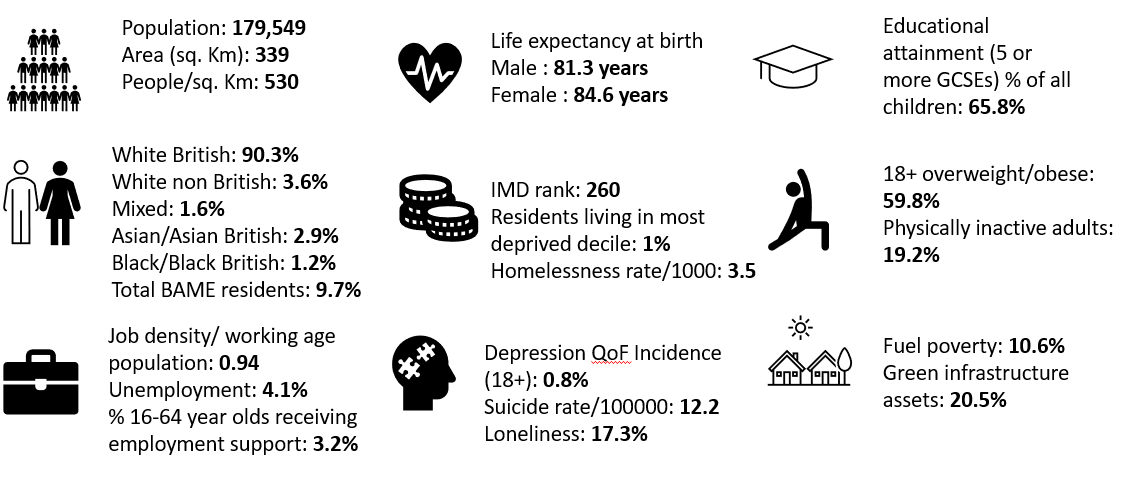 Population: 179,549
Area (sq. Km): 339
People/sq. Km: 530
Life expectancy at birth
Male : 81.3 years
Female : 84.6 years
Educational
attainment (5 or
more GCSEs) % of all
children: 65.8%
White British: 90.3%
White non British: 3.6%
Mixed: 1.6%
Asian/Asian British: 2.9%
Black/Black British: 1.2%
Total BAME residents: 9.7%
IMD rank: 260
Residents living in most
deprived decile: 1%
Homelessness rate/1000: 3.5
18+ overweight/obese:
59.8%
Physically inactive adults:
19.2%
Job density/ working age
population: 0.94
Unemployment: 4.1%
% 16-64 year olds receiving
employment support: 3.2%
Depression QoF Incidence
(18+): 0.8%
Suicide rate/100000: 12.2
Loneliness: 17.3%
Fuel poverty: 10.6%
Green infrastructure
assets: 20.5%